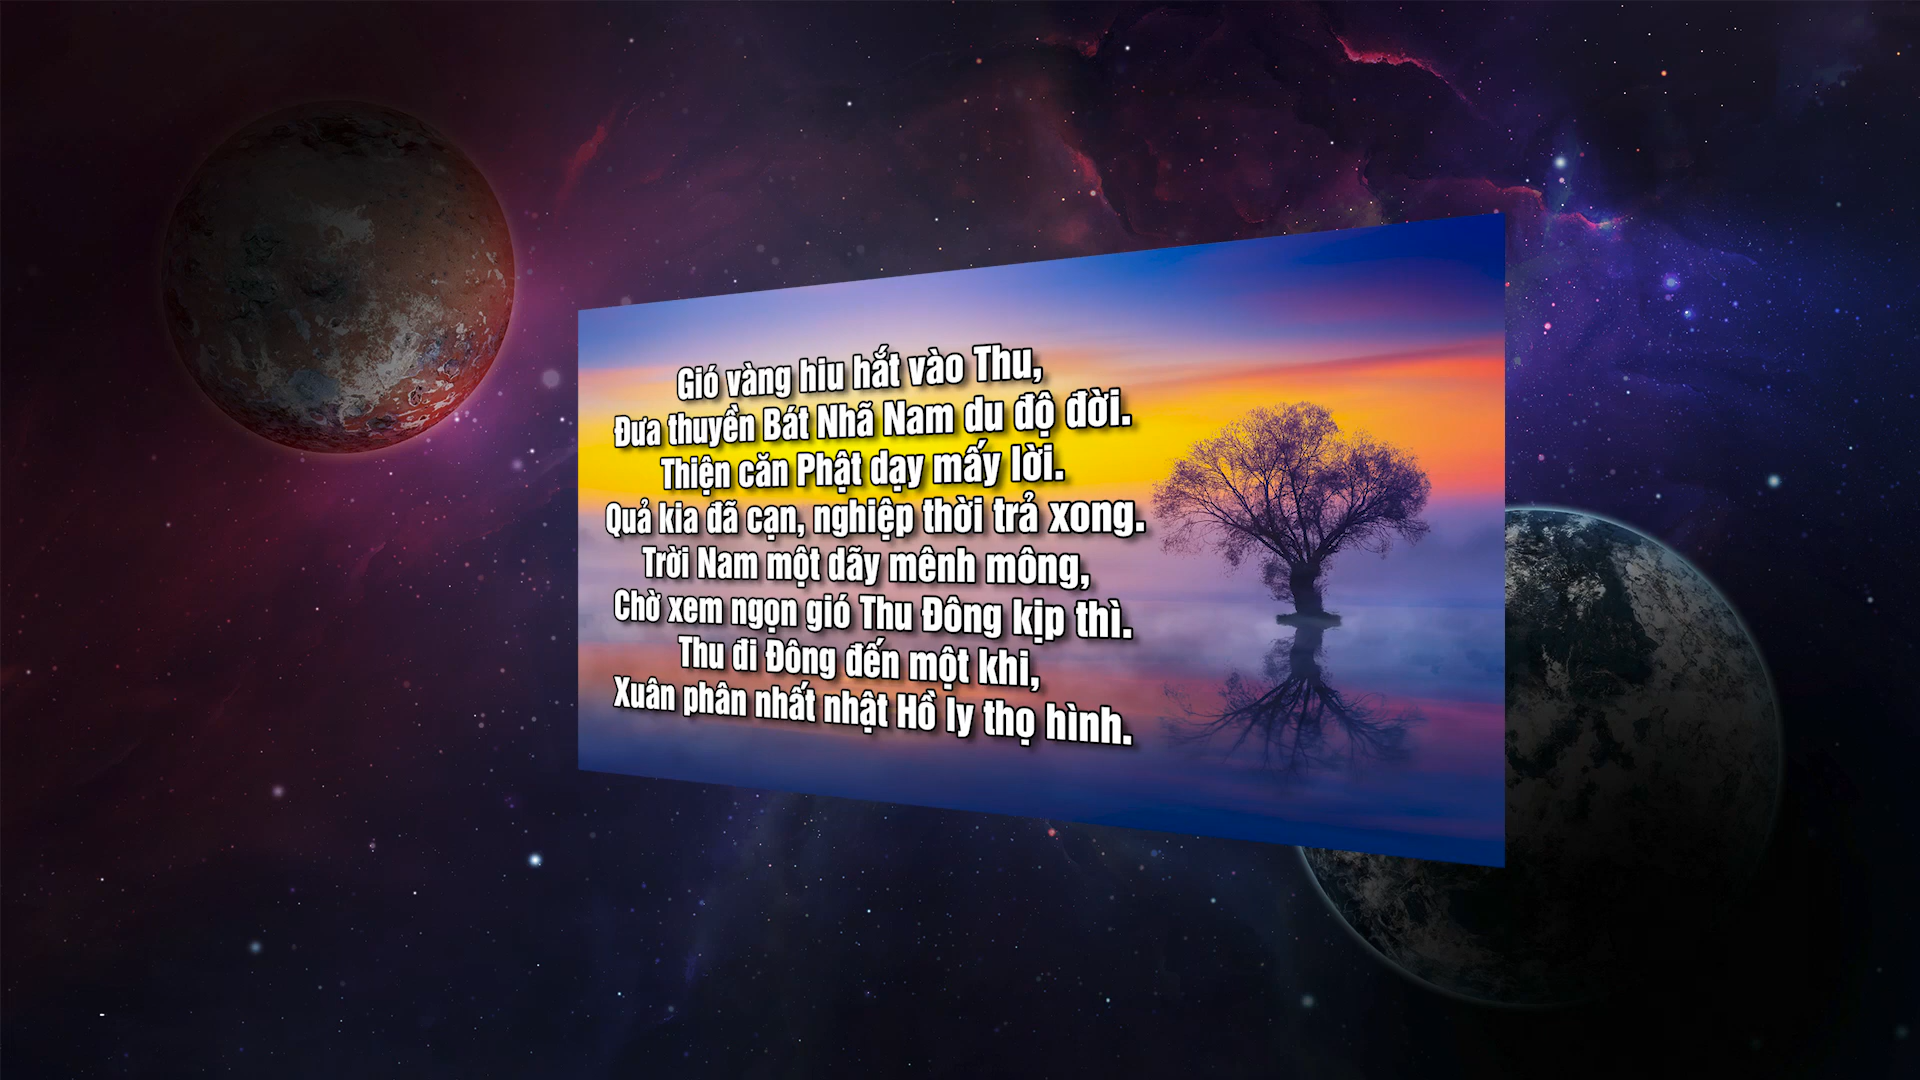 Gió vàng hiu hắt vào Thu,
Đưa thuyền Bát Nhã Nam du độ đời.
Thiện căn Phật dạy mấy lời.
Quả kia đã cạn, nghiệp thời trả xong.
Trời Nam một dãy mênh mông,
Chờ xem ngọn gió Thu Đông kịp thì.
Thu đi Đông đến một khi,
Xuân phân nhất nhật Hồ ly thọ hình.